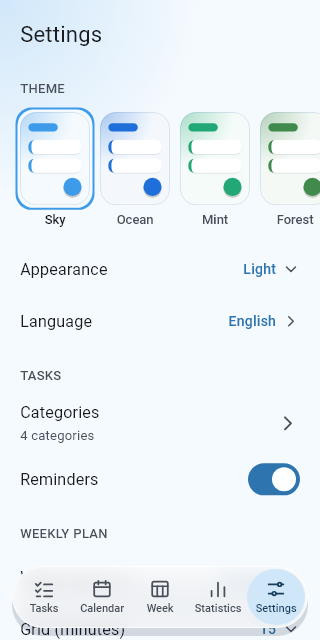 Settings
THEME
Sky
Ocean
Mint
Forest
Appearance
Light
Language
English
TASKS
Categories
4 categories
Reminders
WEEKLY PLAN
Tasks
Calendar
Week
Statistics
Settings
Grid (minutes)
15